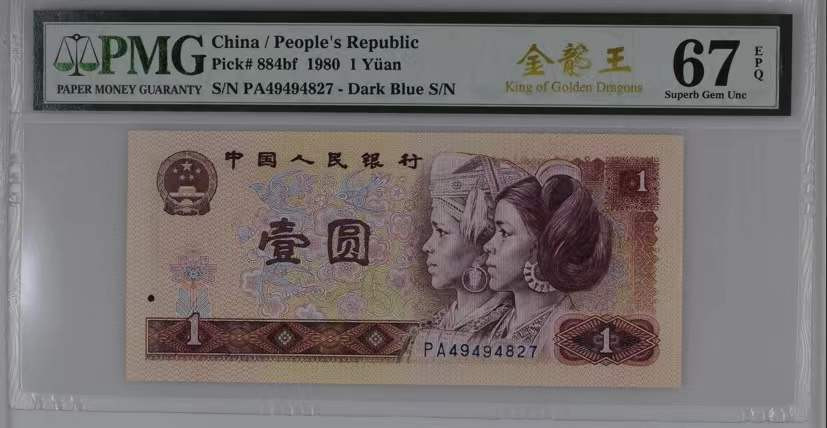 PMG
PAPER MONEY GUARANTY
China / People's Republic
Pick# 884bf 1980 1 Yüan
S/N PA49494827 - Dark Blue S/N
金龍王
King of Golden Dragons
67
EPQ
Superb Gem Unc
中国人民银行
1
壹圆
1
PA49494827
1